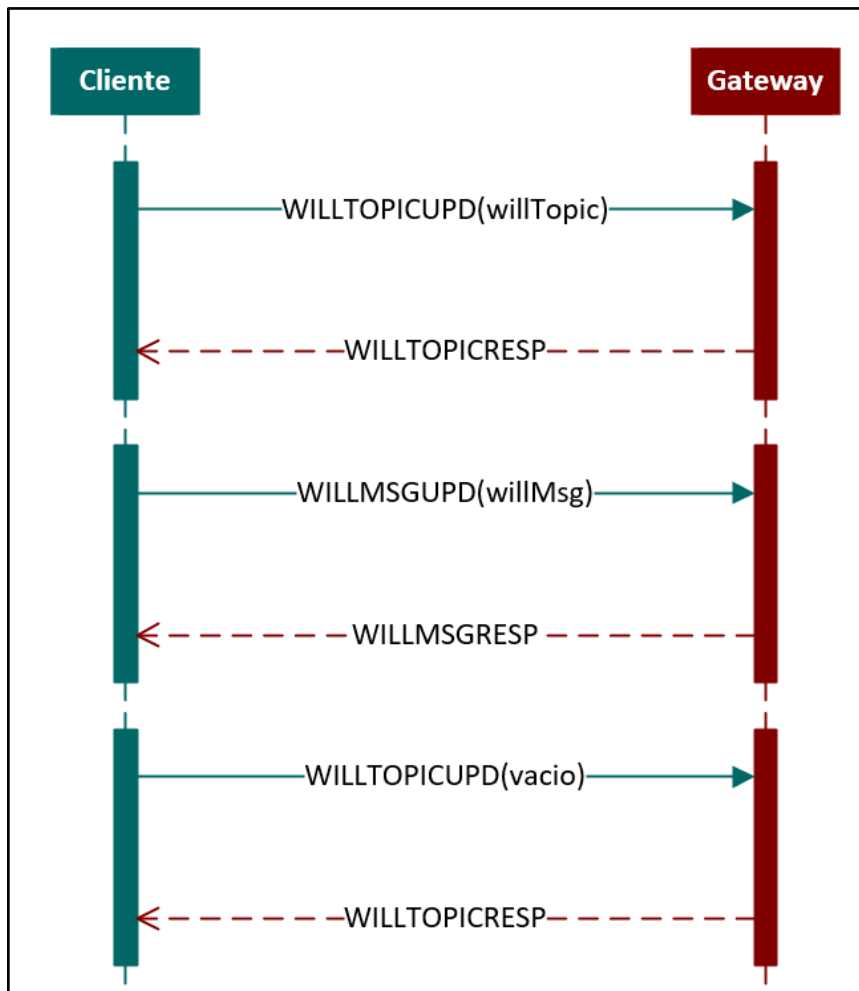 Cliente
Gateway
WILLTOPICUPD(willTopic)
WILLTOPICRESP
WILLMSGUPD(willMsg)
WILLMSGRESP
WILLTOPICUPD(vacio)
WILLTOPICRESP